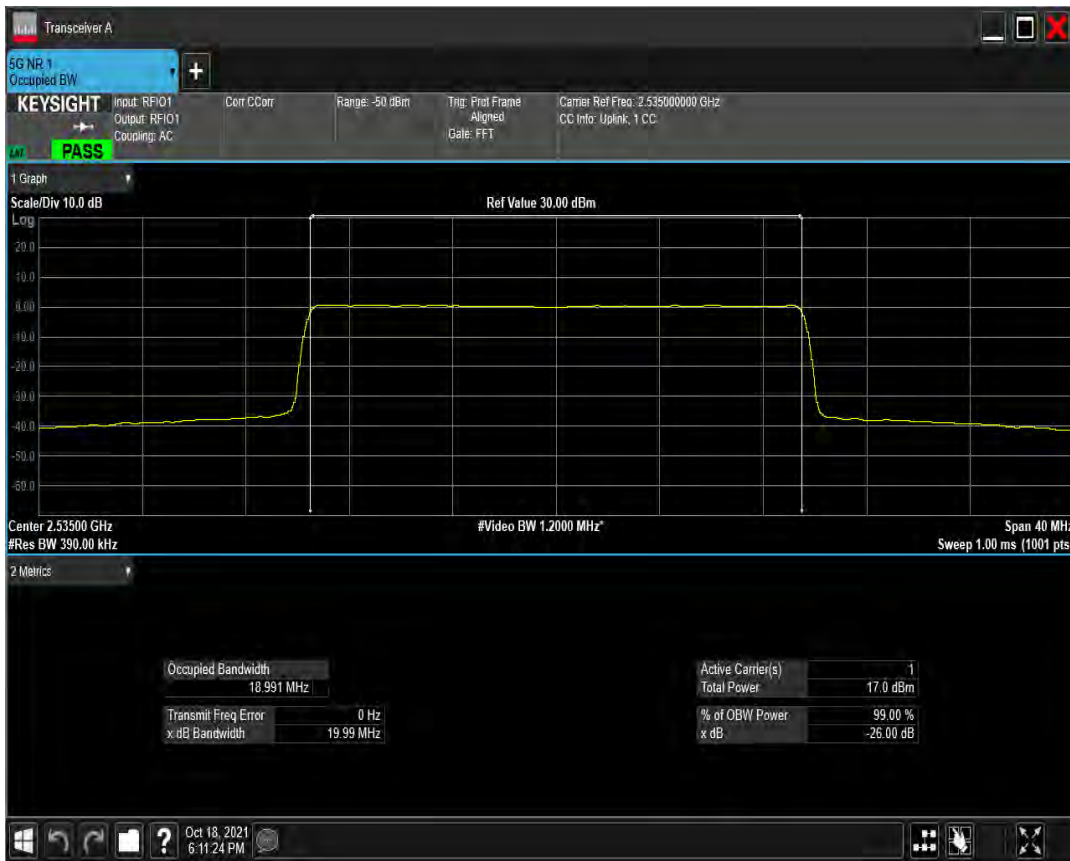 Transceiver A
5G NR 1
Occupied BW
+
KEYSIGHT
Input: RFIO1
Output: RFIO1
Coupling: AC
Corr CCorr
Range: -50 dBm
Trig: Prot Frame
Aligned
Gate: FFT
Carrier Ref Freq: 2.535000000 GHz
CC Info: Uplink, 1 CC
PASS
1 Graph
Scale/Div 10.0 dB
Ref Value 30.00 dBm
Log
20.0
10.0
0.00
-10.0
-20.0
-30.0
-40.0
-50.0
-60.0
Center 2.53500 GHz
#Video BW 1.2000 MHz*
Span 40 MHz
#Res BW 390.00 kHz
Sweep 1.00 ms (1001 pts
2 Metrics
Occupied Bandwidth
18.991 MHz
Transmit Freq Error 0 Hz
x dB Bandwidth 19.99 MHz
Active Carrier(s) 1
Total Power 17.0 dBm
% of OBW Power 99.00 %
x dB -26.00 dB
?
Oct 18, 2021
6:11:24 PM